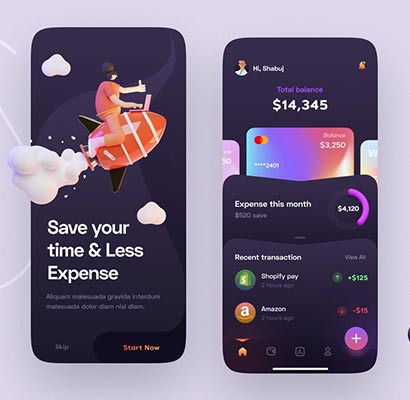 Save your
time & Less
Expense
Aliquam malesuada gravida interdum
malesuada dolor diam nisl diam.
Skip
Start Now
Hi, Shabuj
Total balance
$14,345
Balance
$3,250
****2401
Expense this month
$520 save
$4,120
Recent transaction
View All
Shopify pay
2 hours ago
+$125
Amazon
2 hours ago
-$15